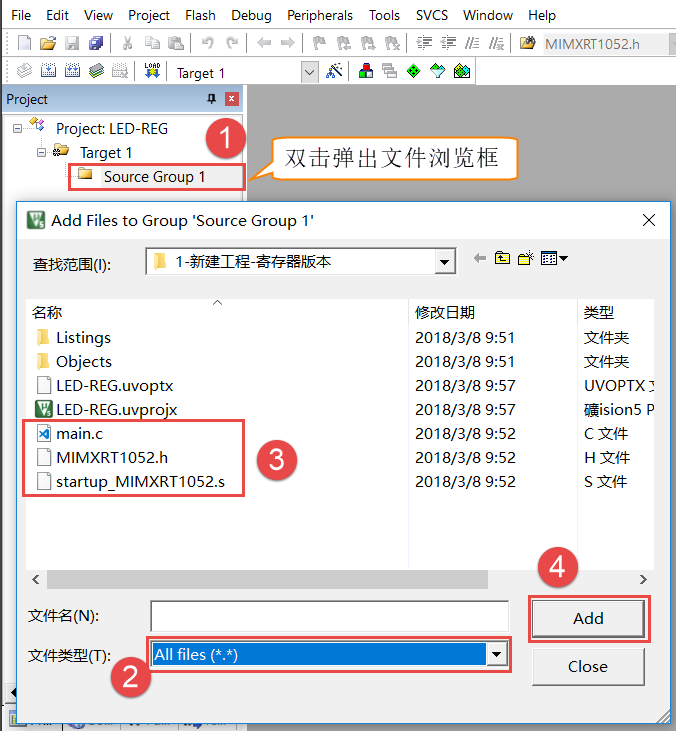 File Edit View Project Flash Debug Peripherals Tools SVCS Window Help
MIMXRT1052.h
LOAD Target 1
Project
Project: LED-REG
1
Target 1
双击弹出文件浏览框
Source Group 1
Add Files to Group 'Source Group 1'
查找范围(I): 1-新建工程-寄存器版本
名称 修改日期 类型
Listings 2018/3/8 9:51 文件夹
Objects 2018/3/8 9:51 文件夹
LED-REG.uvoptx 2018/3/8 9:57 UVOPTX
LED-REG.uvprojx 2018/3/8 9:57 礦ision5 P
main.c 2018/3/8 9:52 C 文件
MIMXRT1052.h 2018/3/8 9:52 H 文件
3
startup_MIMXRT1052.s 2018/3/8 9:52 S 文件
4
文件名(N): Add
文件类型(T): All files (*.*)
Close
2